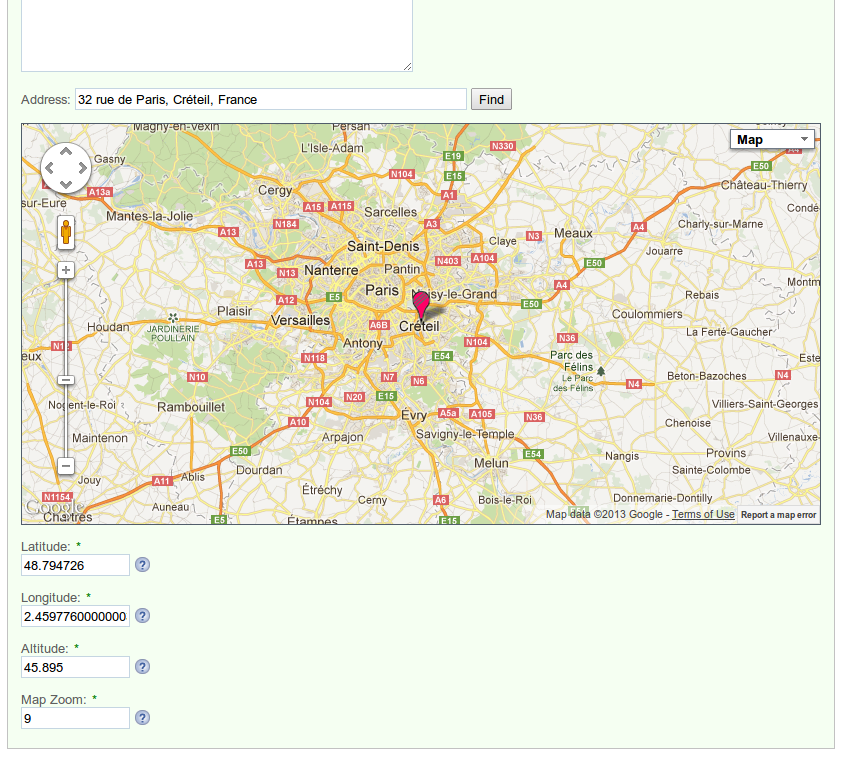 Address: 32 rue de Paris, Créteil, France Find
Magny-en-Vexin Persan
Map
L'Isle-Adam N330
E19
Gasny E50
N104 E15
Château-Thierry
A13a Cergy A1
sur-Eure
A15 A115 Sarcelles Condé
Mantes-la-Jolie
N184 A3 Charly-sur-Marne
A13 A4
Meaux
N3
Saint-Denis Claye
Jouarre
N403 A104
A13 N13 Nanterre Pantin E50
Montm
A4
Paris Noisy-le-Grand Rebais
A12 E5
E50
Plaisir Coulommiers
Versailles
JARDINERIE
POULLAIN
Houdan A6B Créteil La Ferté-Gaucher
N36
Antony N104
N12
eux N118 E54 Parc des
Félins
Este
N10 N7 N6 Le Parc
des Félins
N4 Beton-Bazoches N4
N20 E15
Nogent-le-Roi Rambouillet N104 Villiers-Saint-Georges
Évry A5a A105 N36
A10 Chenoise
Maintenon Arpajon Savigny-le-Temple Villenauxe
E50 E54 Nangis Provins
Dourdan Melun Sainte-Colombe
Jouy A11 Ablis
Étréchy
N1154 Cerny A6 Bois-le-Roi Donnemarie-Dontilly
Google Auneau
Chartres E5 Étampes E15
Map data ©2013 Google - Terms of Use Report a map error
Latitude: *
48.794726 ?
Longitude: *
2.4597760000000 ?
Altitude: *
45.895 ?
Map Zoom: *
9 ?